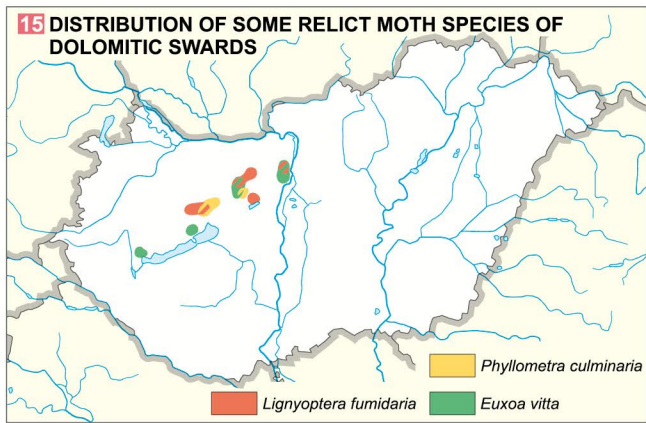 15 DISTRIBUTION OF SOME RELICT MOTH SPECIES OF
DOLOMITIC SWARDS
Phyllometra culminaria
Lignyoptera fumidaria
Euxoa vitta